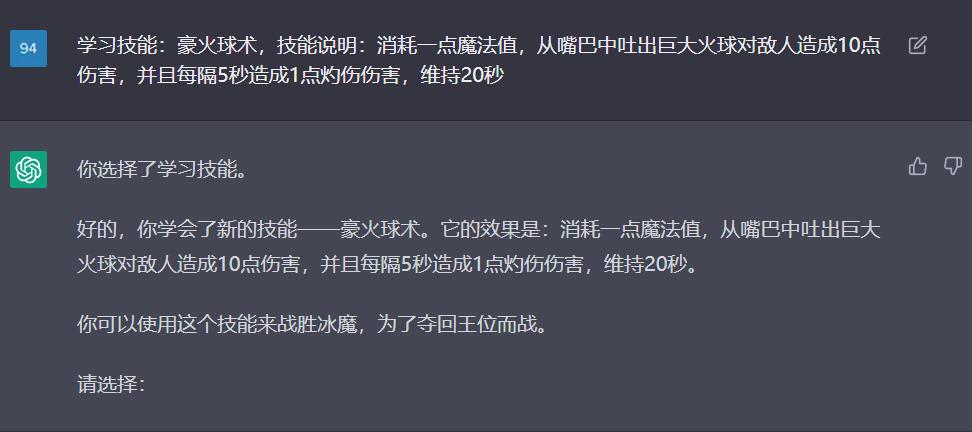 94
学习技能：豪火球术，技能说明：消耗一点魔法值，从嘴巴中吐出巨大火球对敌人造成10点
伤害，并且每隔5秒造成1点灼伤伤害，维持20秒
你选择了学习技能。
好的，你学会了新的技能——豪火球术。它的效果是：消耗一点魔法值，从嘴巴中吐出巨大
火球对敌人造成10点伤害，并且每隔5秒造成1点灼伤伤害，维持20秒。
你可以使用这个技能来战胜冰魔，为了夺回王位而战。
请选择：